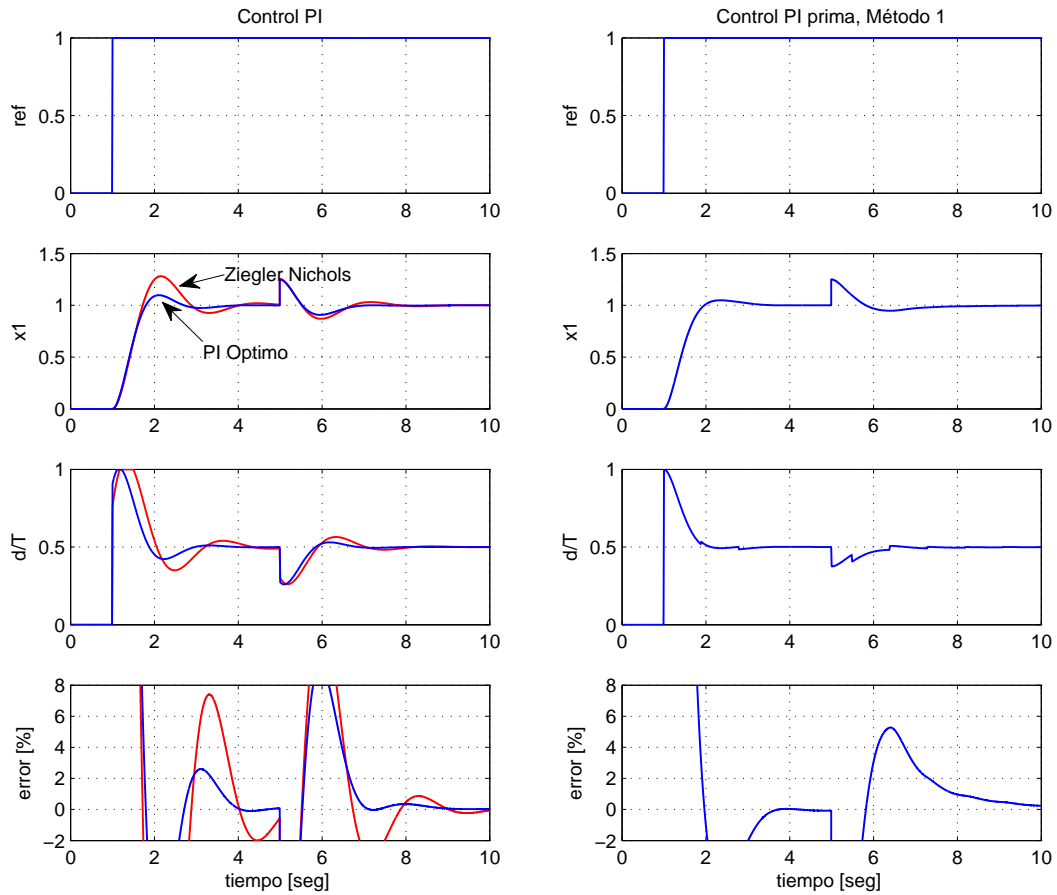 Control PI
1
0.5
0
ref
0 2 4 6 8 10
1.5
1
0.5
0
x1
Ziegler Nichols
PI Optimo
0 2 4 6 8 10
1
0.5
0
d/T
0 2 4 6 8 10
8
6
4
2
0
−2
error [%]
0 2 4 6 8 10
tiempo [seg]
Control PI prima, Método 1
1
0.5
0
ref
0 2 4 6 8 10
1.5
1
0.5
0
x1
0 2 4 6 8 10
1
0.5
0
d/T
0 2 4 6 8 10
8
6
4
2
0
−2
error [%]
0 2 4 6 8 10
tiempo [seg]